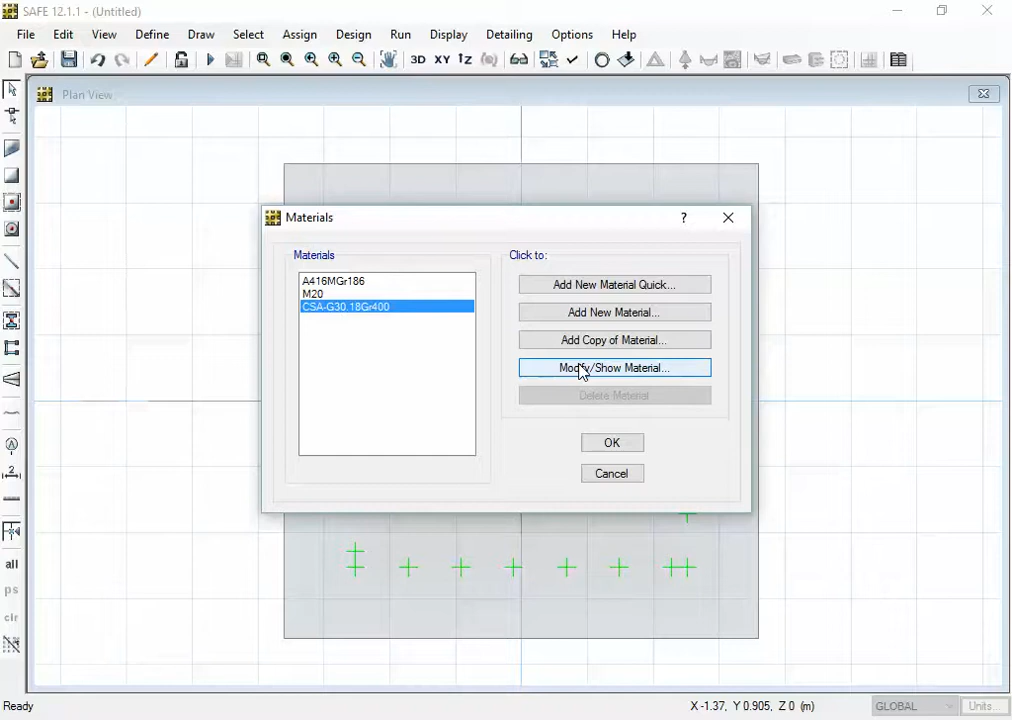 SAFE 12.1.1 - (Untitled)
File Edit View Define Draw Select Assign Design Run Display Detailing Options Help
3D XY
Plan View
Materials ?
Materials
A416MGr186
M20
CSA-G30.18Gr400
Click to:
Add New Material Quick...
Add New Material...
Add Copy of Material...
Modify/Show Material...
Delete Material
OK
Cancel
2
all
ps
clr
Ready
X -1.37, Y 0.905, Z 0 (m)
GLOBAL
Units...